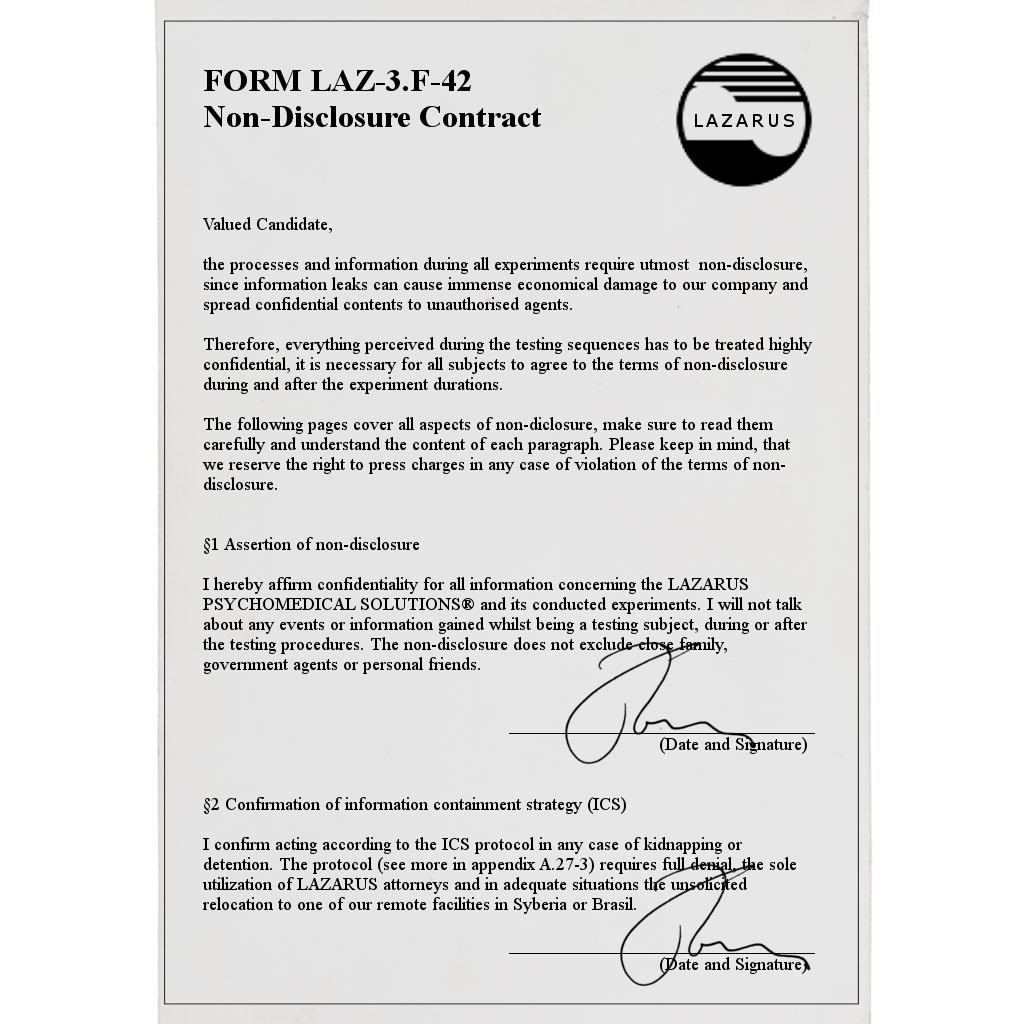 FORM LAZ-3.F-42
Non-Disclosure Contract
LAZARUS
Valued Candidate,
the processes and information during all experiments require utmost  non-disclosure,
since information leaks can cause immense economical damage to our company and
spread confidential contents to unauthorised agents.
Therefore, everything perceived during the testing sequences has to be treated highly
confidential, it is necessary for all subjects to agree to the terms of non-disclosure
during and after the experiment durations.
The following pages cover all aspects of non-diclosure, make sure to read them
carefully and understand the content of each paragraph. Please keep in mind, that
we reserve the right to press charges in any case of violation of the terms of non-
disclosure.
§1 Assertion of non-disclosure
I hereby affirm confidentiality for all information concerning the LAZARUS
PSYCHOMEDICAL SOLUTIONS® and its conducted experiments. I will not talk
about any events or information gained whilst being a testing subject, during or after
the testing procedures. The non-disclosure does not exclude close family,
government agents or personal friends.
(Date and Signature)
§2 Confirmation of information containment strategy (ICS)
I confirm acting according to the ICS protocol in any case of kidnapping or
detention. The protocol (see more in appendix A.27-3) requires full denial, the sole
utilization of LAZARUS attorneys and in adequate situations the unsolicited
relocation to one of our remote facilities in Syberia or Brasil.
(Date and Signature)